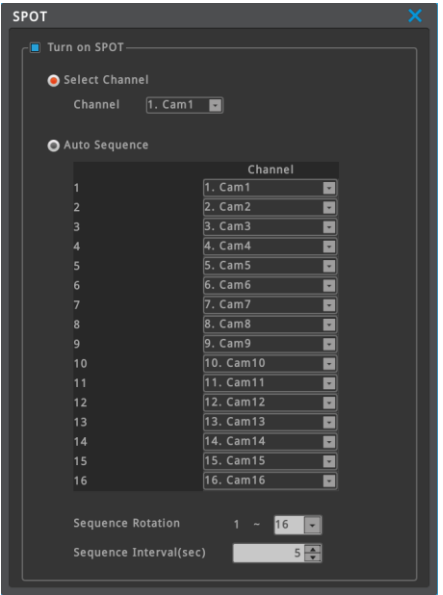 SPOT
Turn on SPOT
Select Channel
Channel 1. Cam1
Auto Sequence
Channel
1 1. Cam1
2 2. Cam2
3 3. Cam3
4 4. Cam4
5 5. Cam5
6 6. Cam6
7 7. Cam7
8 8. Cam8
9 9. Cam9
10 10. Cam10
11 11. Cam11
12 12. Cam12
13 13. Cam13
14 14. Cam14
15 15. Cam15
16 16. Cam16
Sequence Rotation 1 ~ 16
Sequence Interval(sec) 5